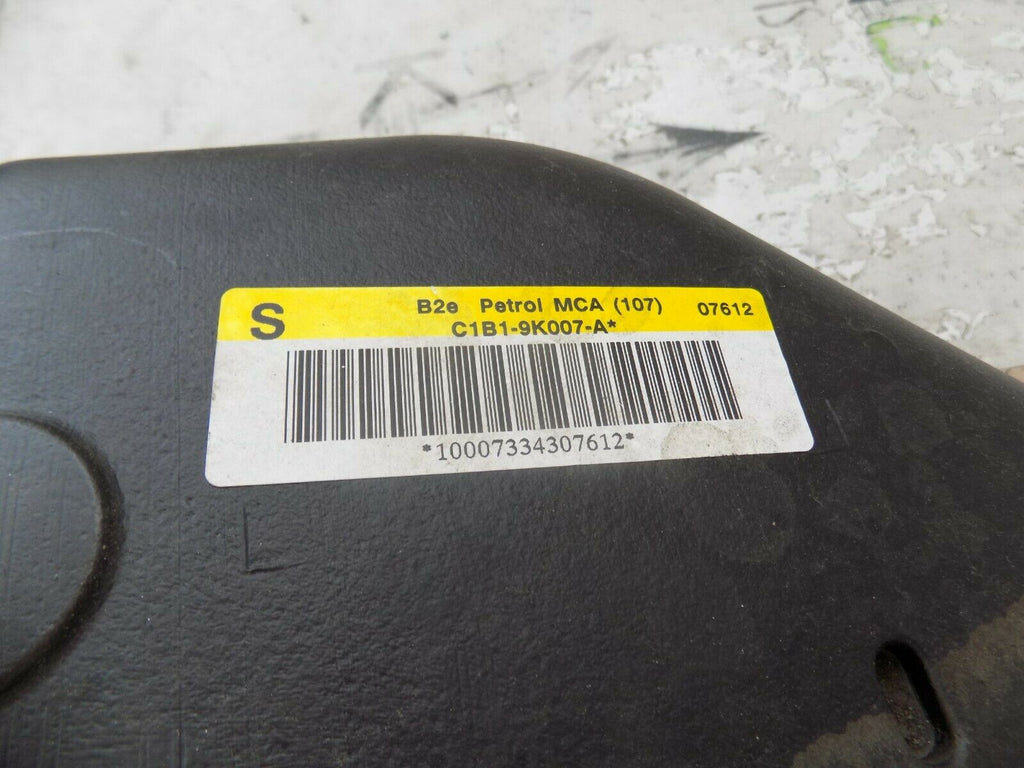 S B2e Petrol MCA (107) 07612
C1B1-9K007-A*
*10007334307612*